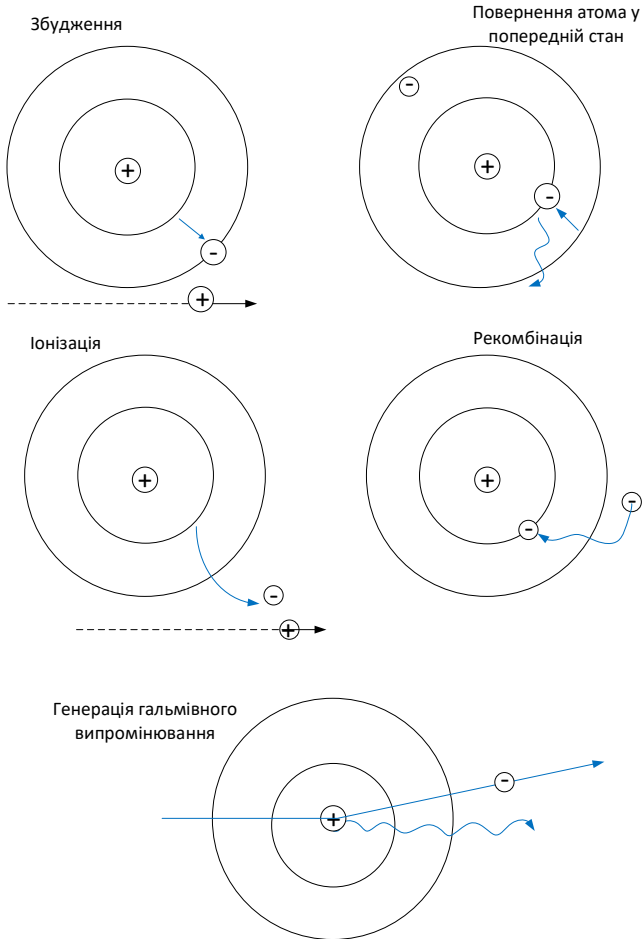 Збудження
Повернення атома у
попередній стан
-
+
-
-
+
+
Іонізація
Рекомбінація
+
+
-
-
-
+
Генерація гальмівного
випромінювання
-
+